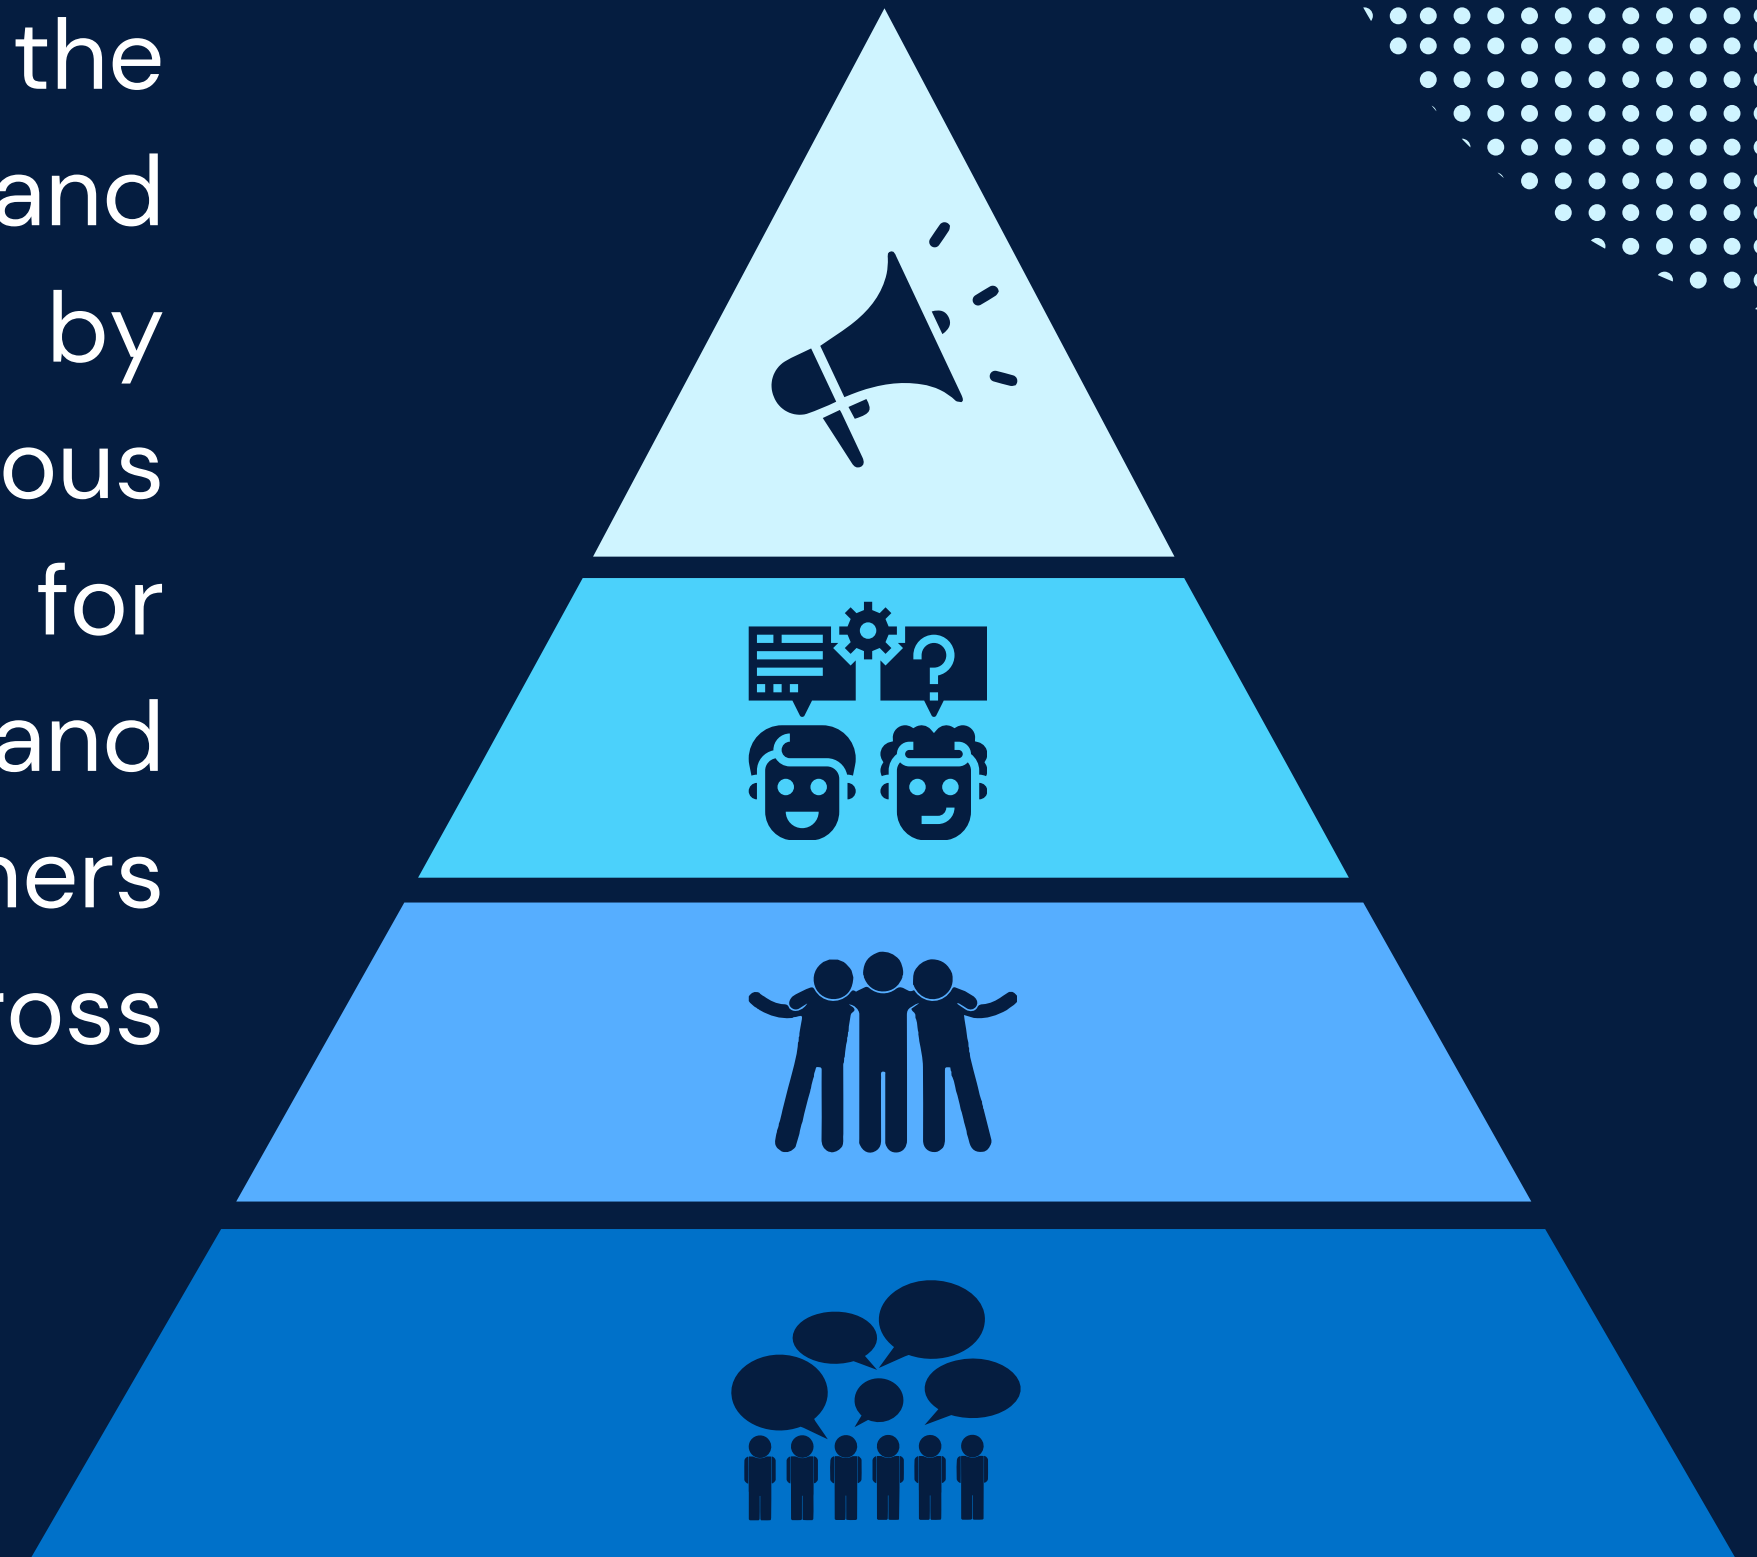 the
and
by
ous
for
and
ners
ross
?